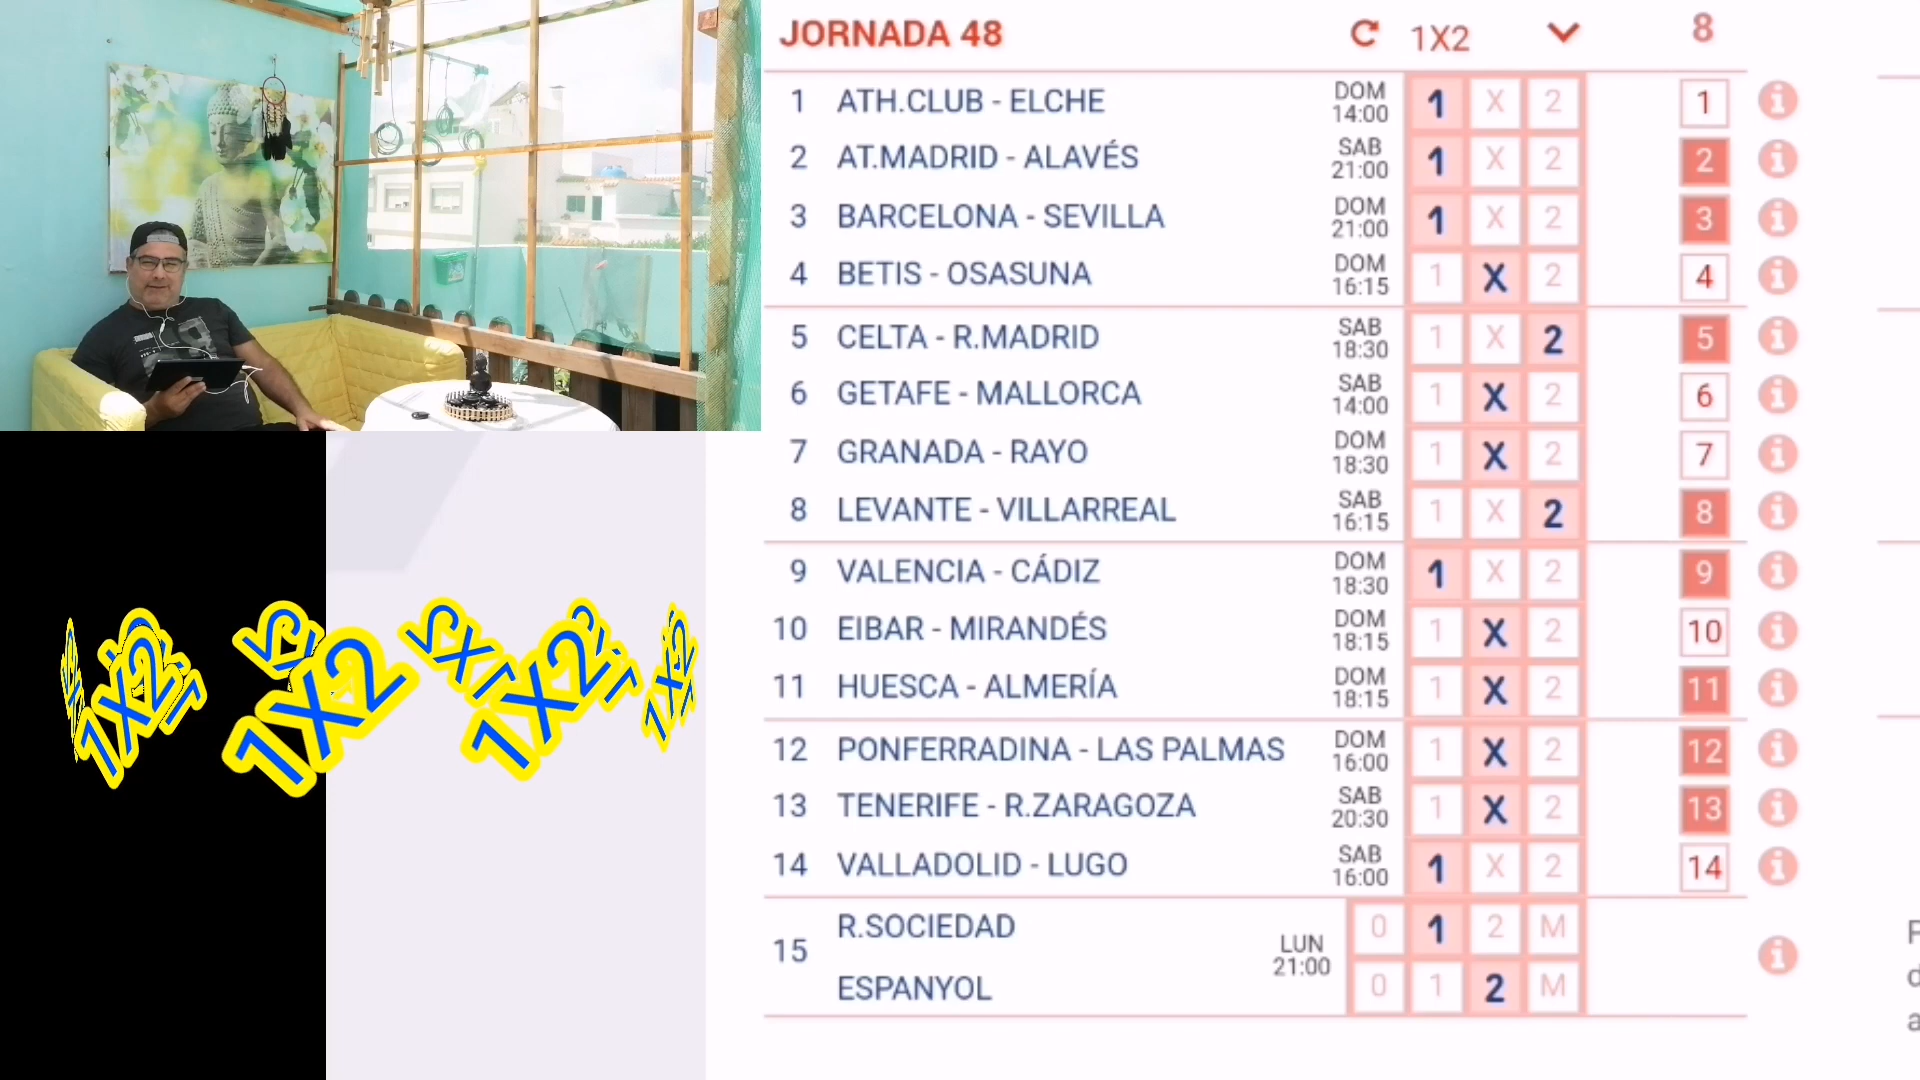 JORNADA 48 1X2 8
1 ATH.CLUB - ELCHE DOM 14:00 1 X 2 1
2 AT.MADRID - ALAVÉS SAB 21:00 1 X 2 2
3 BARCELONA - SEVILLA DOM 21:00 1 X 2 3
4 BETIS - OSASUNA DOM 16:15 1 X 2 4
5 CELTA - R.MADRID SAB 18:30 1 X 2 5
6 GETAFE - MALLORCA SAB 14:00 1 X 2 6
7 GRANADA - RAYO DOM 18:30 1 X 2 7
8 LEVANTE - VILLARREAL SAB 16:15 1 X 2 8
9 VALENCIA - CÁDIZ DOM 18:30 1 X 2 9
10 EIBAR - MIRANDÉS DOM 18:15 1 X 2 10
11 HUESCA - ALMERÍA DOM 18:15 1 X 2 11
12 PONFERRADINA - LAS PALMAS DOM 16:00 1 X 2 12
13 TENERIFE - R.ZARAGOZA SAB 20:30 1 X 2 13
14 VALLADOLID - LUGO SAB 16:00 1 X 2 14
15 R.SOCIEDAD LUN 21:00 0 1 2 M
ESPANYOL 0 1 2 M
1X2
1X2
1X2
1X2
1X2
1X2